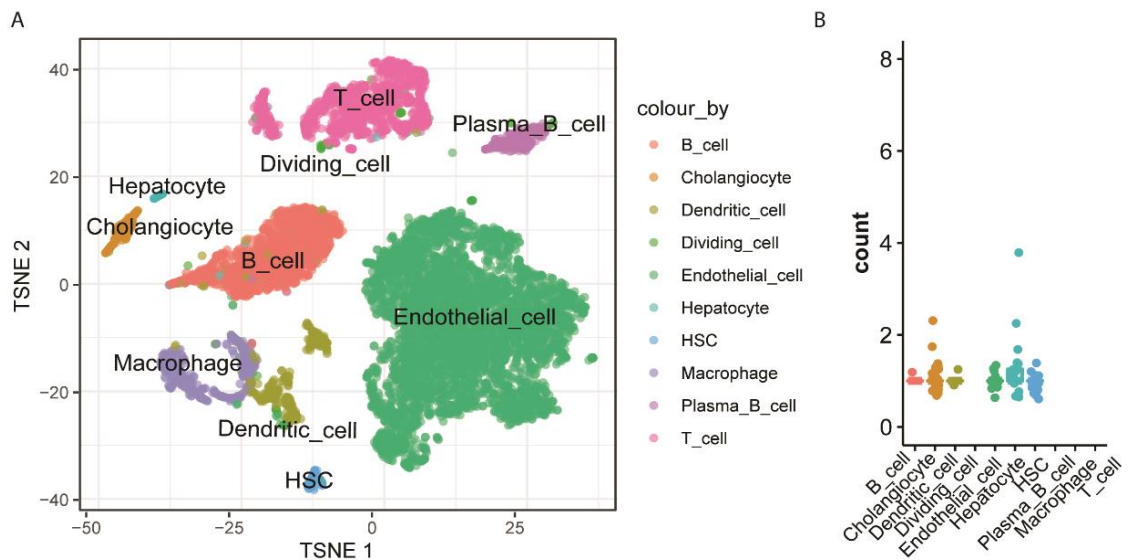 A
B
TSNE 2
40
20
0
−20
−40
−50
−25
0
25
TSNE 1
T_cell
Plasma_B_cell
Dividing_cell
Hepatocyte
Cholangiocyte
B_cell
Endothelial_cell
Macrophage
Dendritic_cell
HSC
colour_by
B_cell
Cholangiocyte
Dendritic_cell
Dividing_cell
Endothelial_cell
Hepatocyte
HSC
Macrophage
Plasma_B_cell
T_cell
count
8
6
4
2
0
B_cell
Cholangiocyte
Dendritic_cell
Dividing_cell
Endothelial_cell
Hepatocyte
HSC
Plasma_B_cell
Macrophage
T_cell